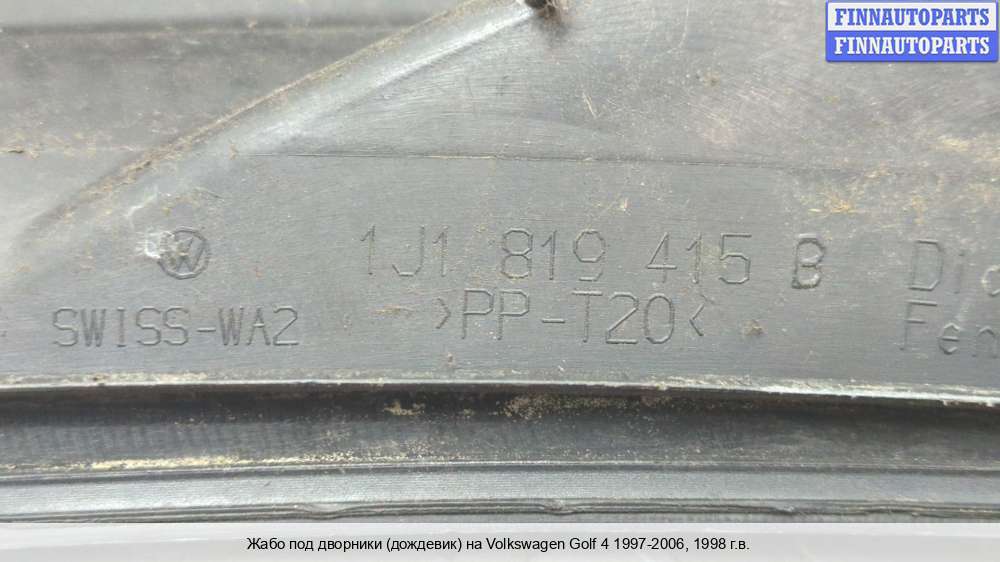 FINNAUTOPARTS
FINNAUTOPARTS
1J1 819 415 B
>PP-T20<
SWISS-WA2
Жабо под дворники (дождевик) на Volkswagen Golf 4 1997-2006, 1998 г.в.